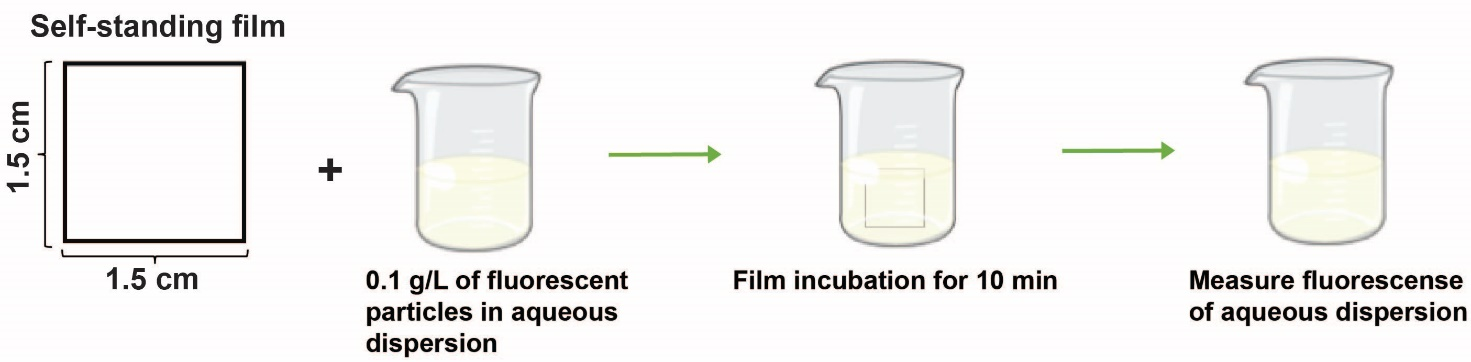 Self-standing film
1.5 cm
1.5 cm
+
0.1 g/L of fluorescent
particles in aqueous
dispersion
Film incubation for 10 min
Measure fluorescense
of aqueous dispersion